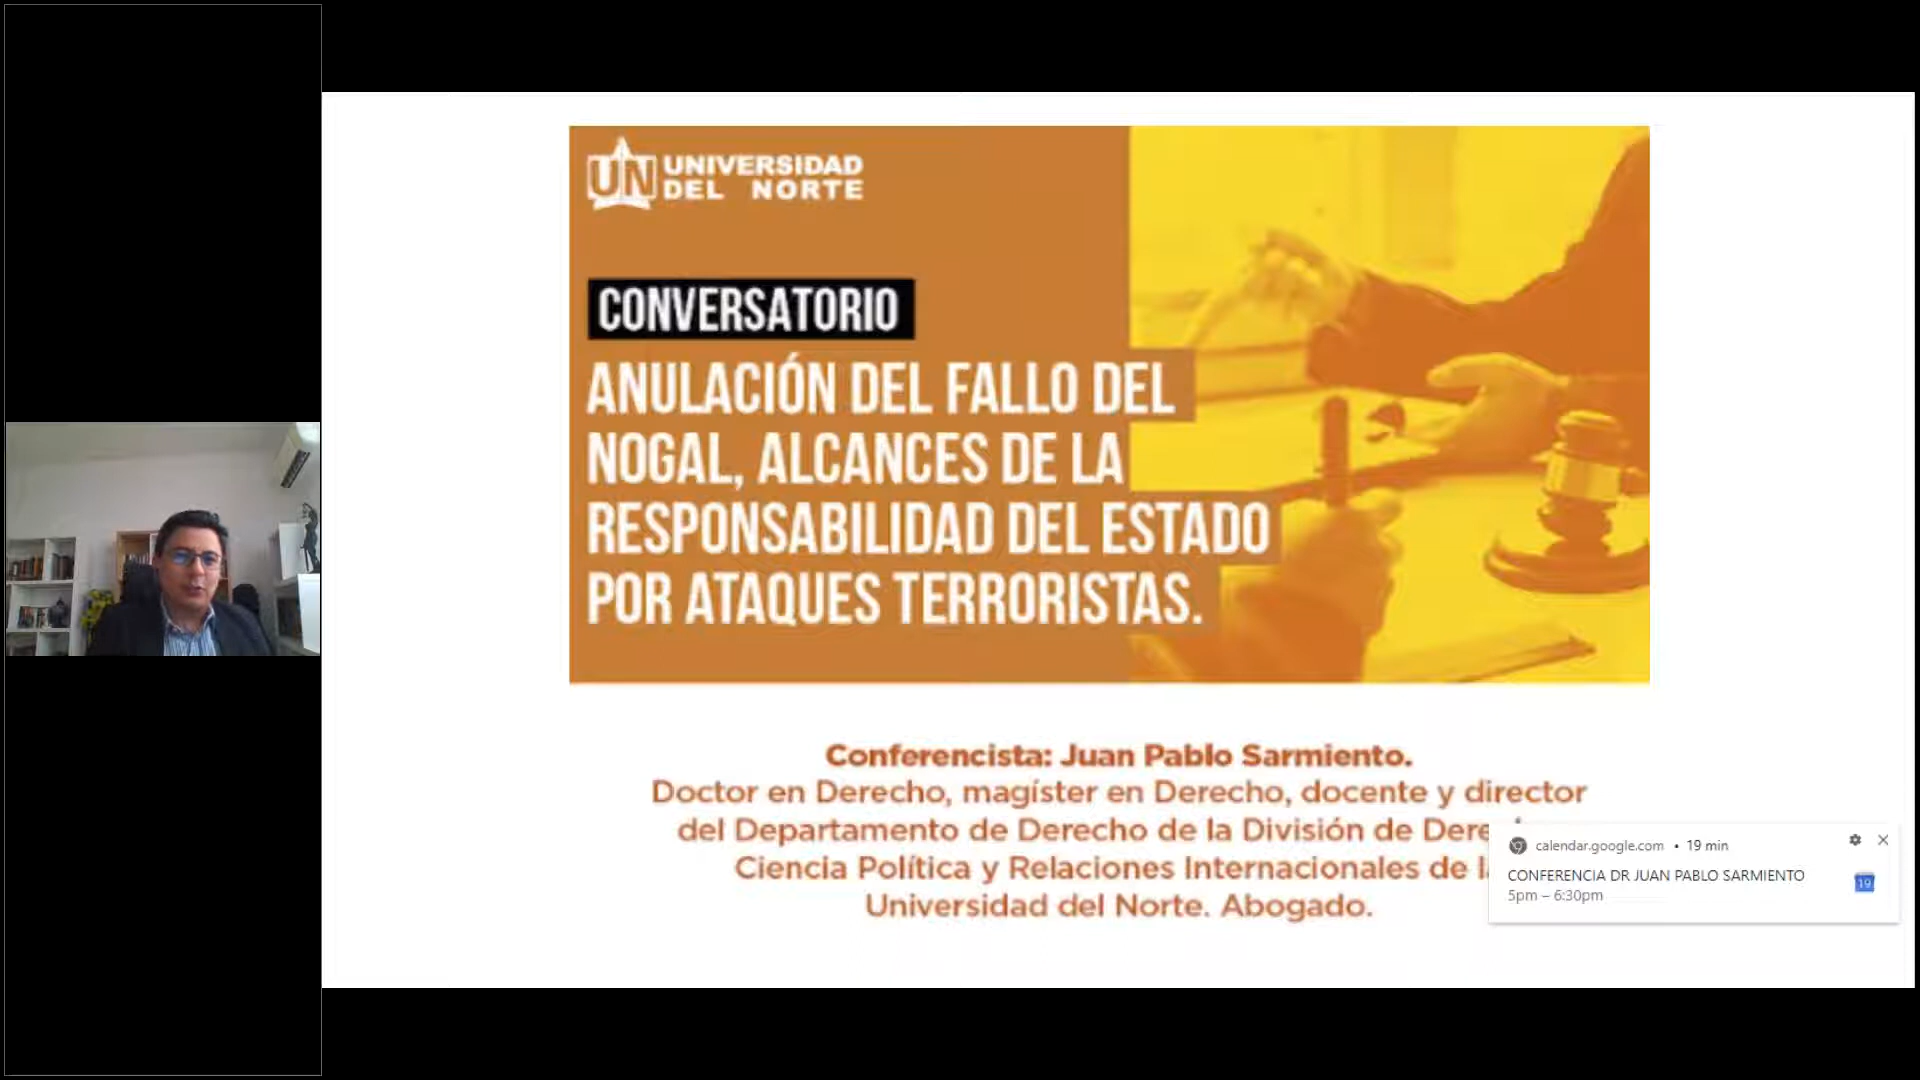 UN UNIVERSIDAD
DEL NORTE
CONVERSATORIO
ANULACIÓN DEL FALLO DEL
NOGAL, ALCANCES DE LA
RESPONSABILIDAD DEL ESTADO
POR ATAQUES TERRORISTAS.
Conferencista: Juan Pablo Sarmiento.
Doctor en Derecho, magíster en Derecho, docente y director
del Departamento de Derecho de la División de
Ciencia Política y Relaciones Internacionales de
Universidad del Norte. Abogado.
calendar.google.com • 19 min
CONFERENCIA DR JUAN PABLO SARMIENTO
5pm – 6:30pm
19